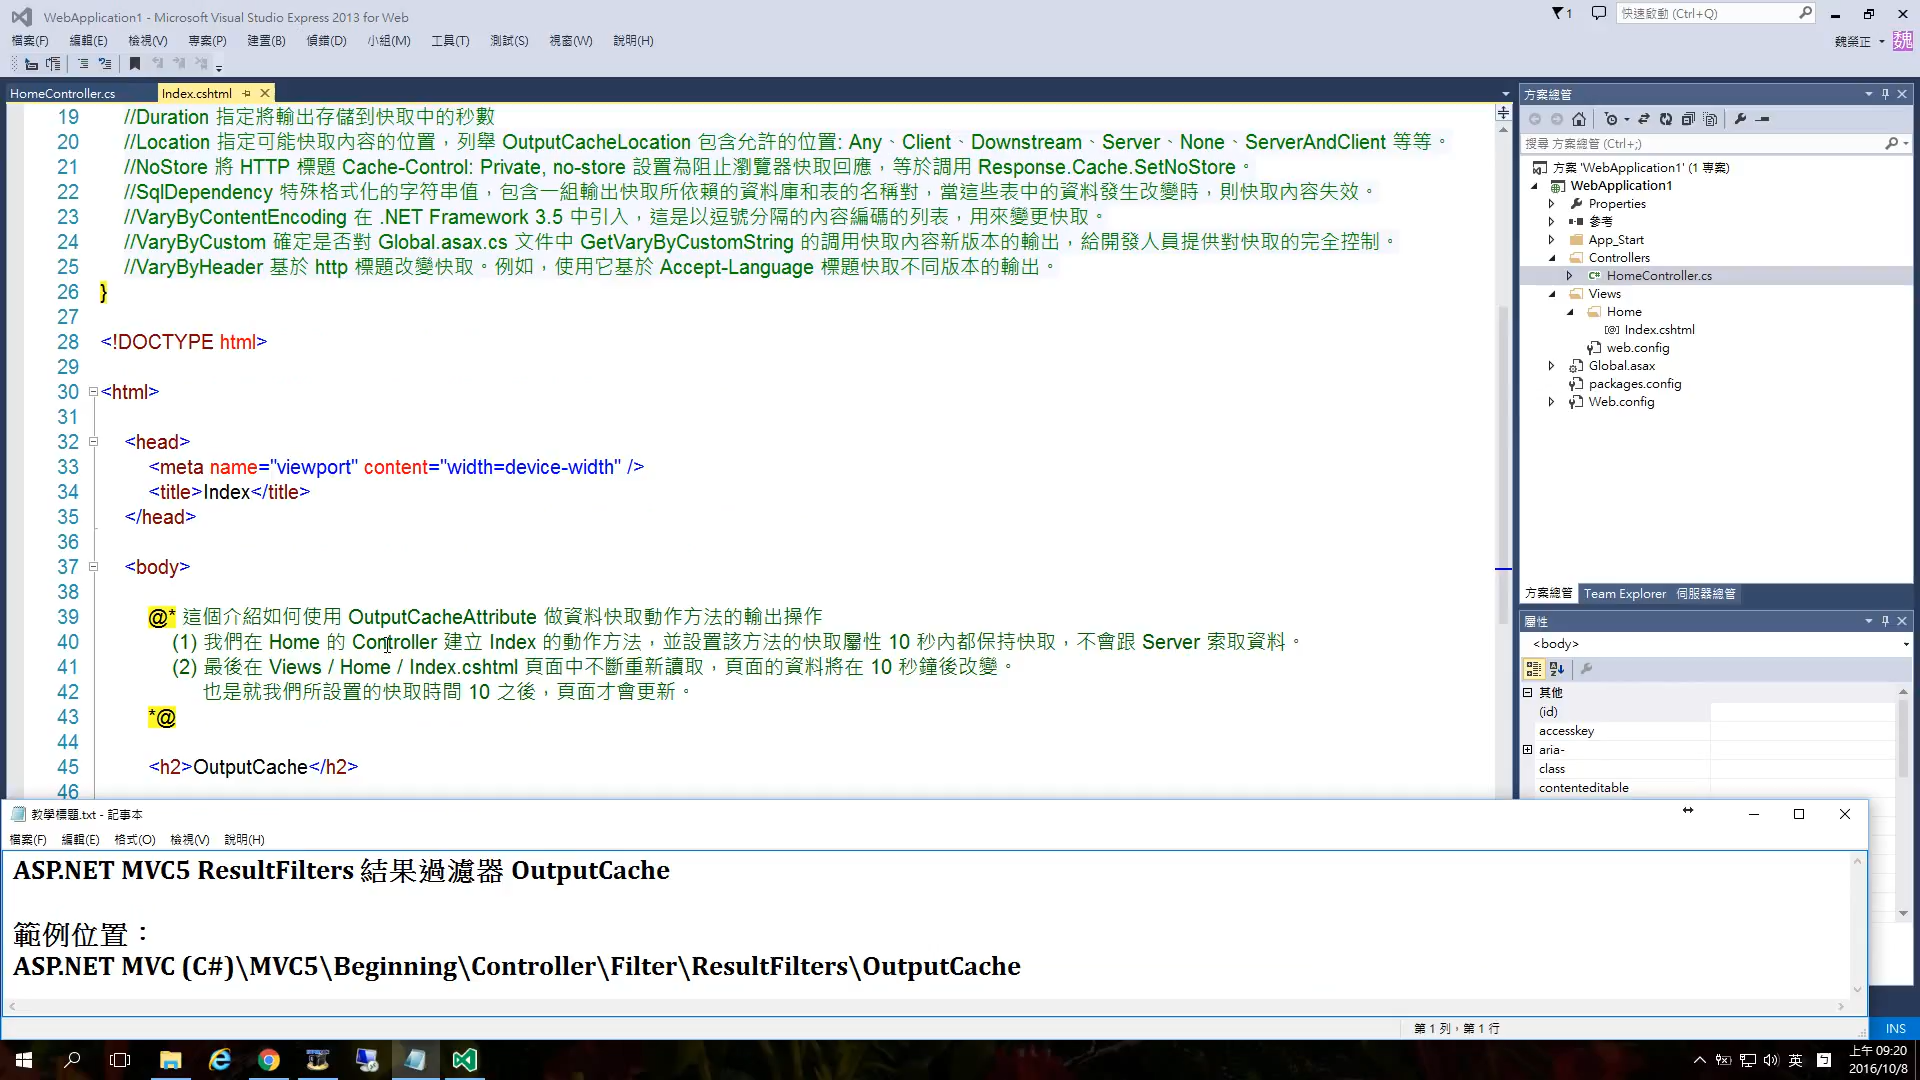 WebApplication1 - Microsoft Visual Studio Express 2013 for Web
1
快速啟動 (Ctrl+Q)
檔案(F) 編輯(E) 檢視(V) 專案(P) 建置(B) 偵錯(D) 小組(M) 工具(T) 測試(S) 視窗(W) 說明(H)
魏榮正
魏
HomeController.cs
Index.cshtml
19 //Duration 指定將輸出存儲到快取中的秒數
20 //Location 指定可能快取內容的位置，列舉 OutputCacheLocation 包含允許的位置: Any、Client、Downstream、Server、None、ServerAndClient 等等。
21 //NoStore 將 HTTP 標題 Cache-Control: Private, no-store 設置為阻止瀏覽器快取回應，等於調用 Response.Cache.SetNoStore。
22 //SqlDependency 特殊格式化的字符串值，包含一組輸出快取所依賴的資料庫和表的名稱對，當這些表中的資料發生改變時，則快取內容失效。
23 //VaryByContentEncoding 在 .NET Framework 3.5 中引入，這是以逗號分隔的內容編碼的列表，用來變更快取。
24 //VaryByCustom 確定是否對 Global.asax.cs 文件中 GetVaryByCustomString 的調用快取內容新版本的輸出，給開發人員提供對快取的完全控制。
25 //VaryByHeader 基於 http 標題改變快取。例如，使用它基於 Accept-Language 標題快取不同版本的輸出。
26 }
27
28 <!DOCTYPE html>
29
30 <html>
31
32 <head>
33 <meta name="viewport" content="width=device-width" />
34 <title>Index</title>
35 </head>
36
37 <body>
38
39 @* 這個介紹如何使用 OutputCacheAttribute 做資料快取動作方法的輸出操作
40 (1) 我們在 Home 的 Controller 建立 Index 的動作方法，並設置該方法的快取屬性 10 秒內都保持快取，不會跟 Server 索取資料。
41 (2) 最後在 Views / Home / Index.cshtml 頁面中不斷重新讀取，頁面的資料將在 10 秒鐘後改變。
42 也是就我們所設置的快取時間 10 之後，頁面才會更新。
43 *@
44
45 <h2>OutputCache</h2>
46
方案總管
搜尋 方案總管 (Ctrl+;)
方案 'WebApplication1' (1 專案)
WebApplication1
Properties
參考
App_Start
Controllers
C# HomeController.cs
Views
Home
Index.cshtml
web.config
Global.asax
packages.config
Web.config
方案總管 Team Explorer 伺服器總管
屬性
<body>
其他
(id)
accesskey
aria-
class
contenteditable
教學標題.txt - 記事本
檔案(F) 編輯(E) 格式(O) 檢視(V) 說明(H)
ASP.NET MVC5 ResultFilters 結果過濾器 OutputCache
範例位置：
ASP.NET MVC (C#)\MVC5\Beginning\Controller\Filter\ResultFilters\OutputCache
第 1 列，第 1 行
INS
英
上午 09:20
2016/10/8